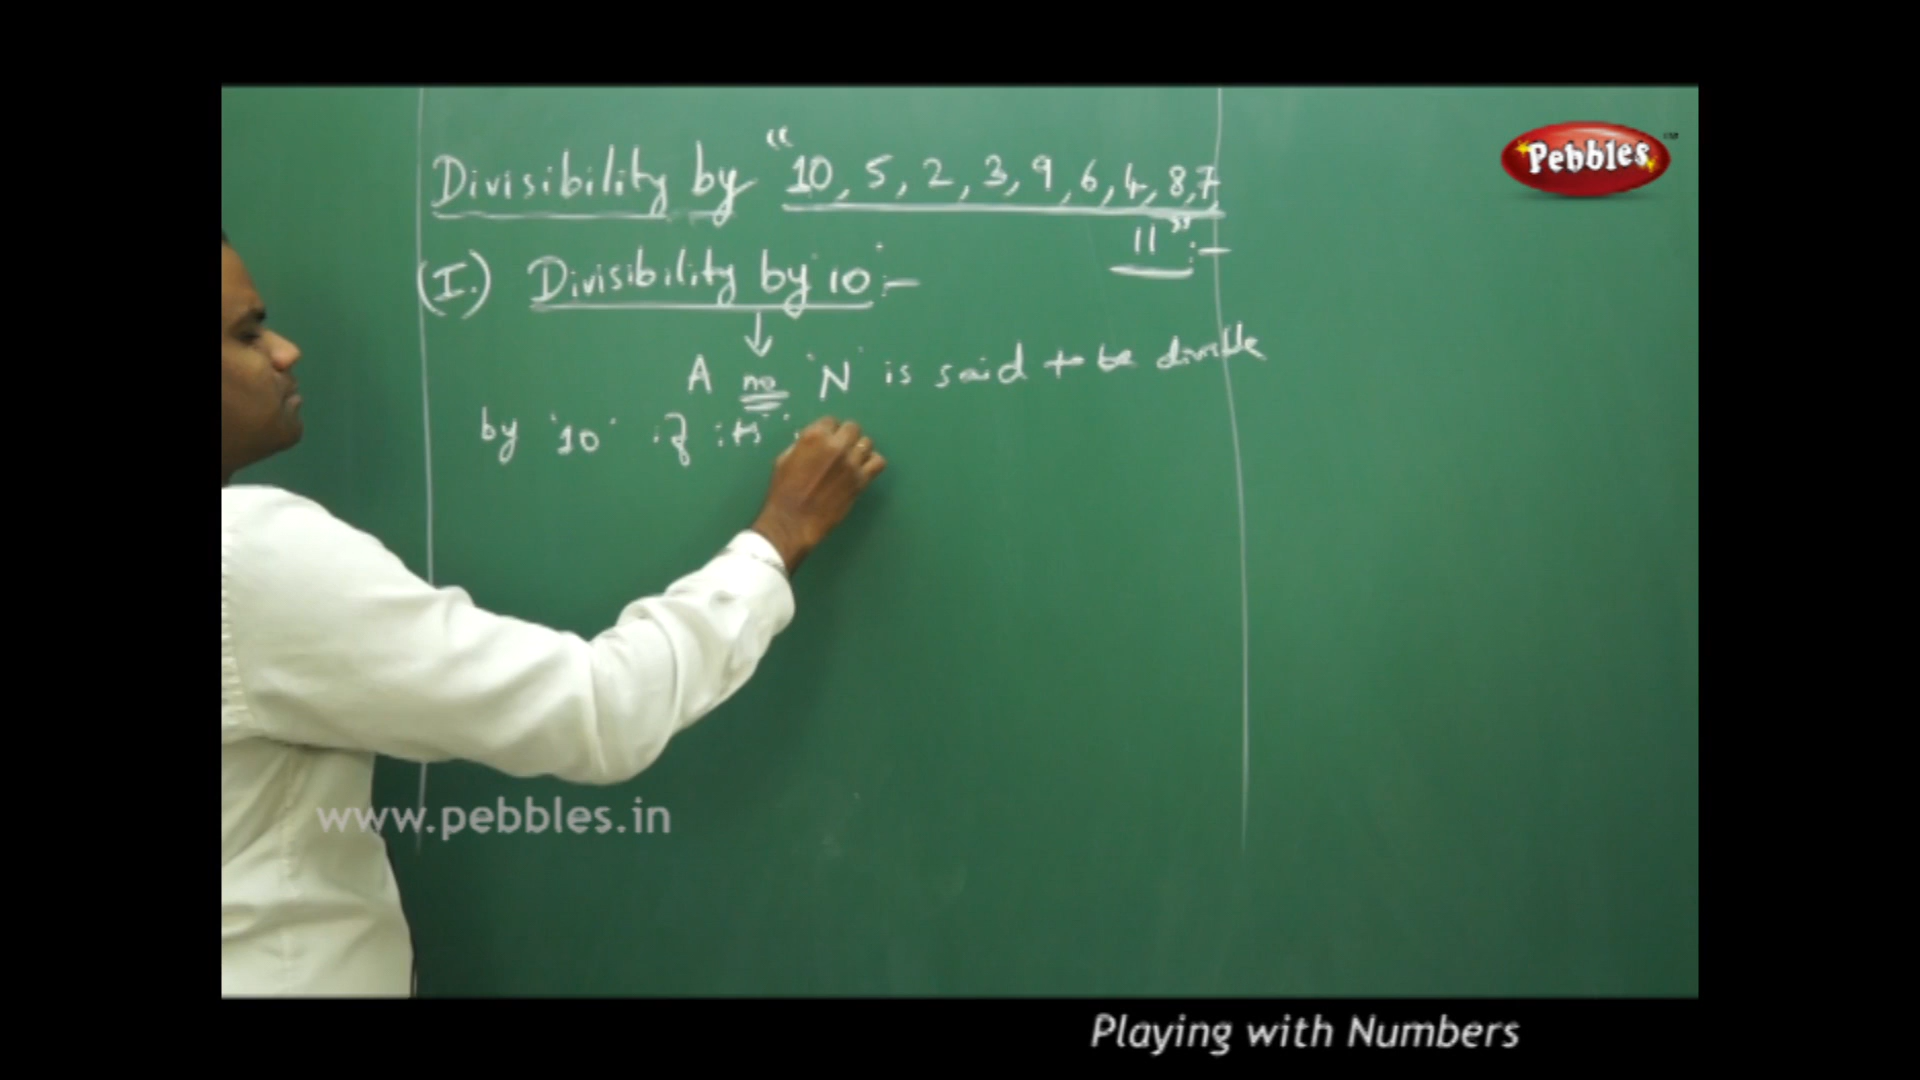 Divisibility by "10, 5, 2, 3, 9, 6, 4, 8, 7,
11" :-
Pebbles
(I.) Divisibility by '10' :-
A no 'N' is said to be divisible
by '10' if its
www.pebbles.in
Playing with Numbers